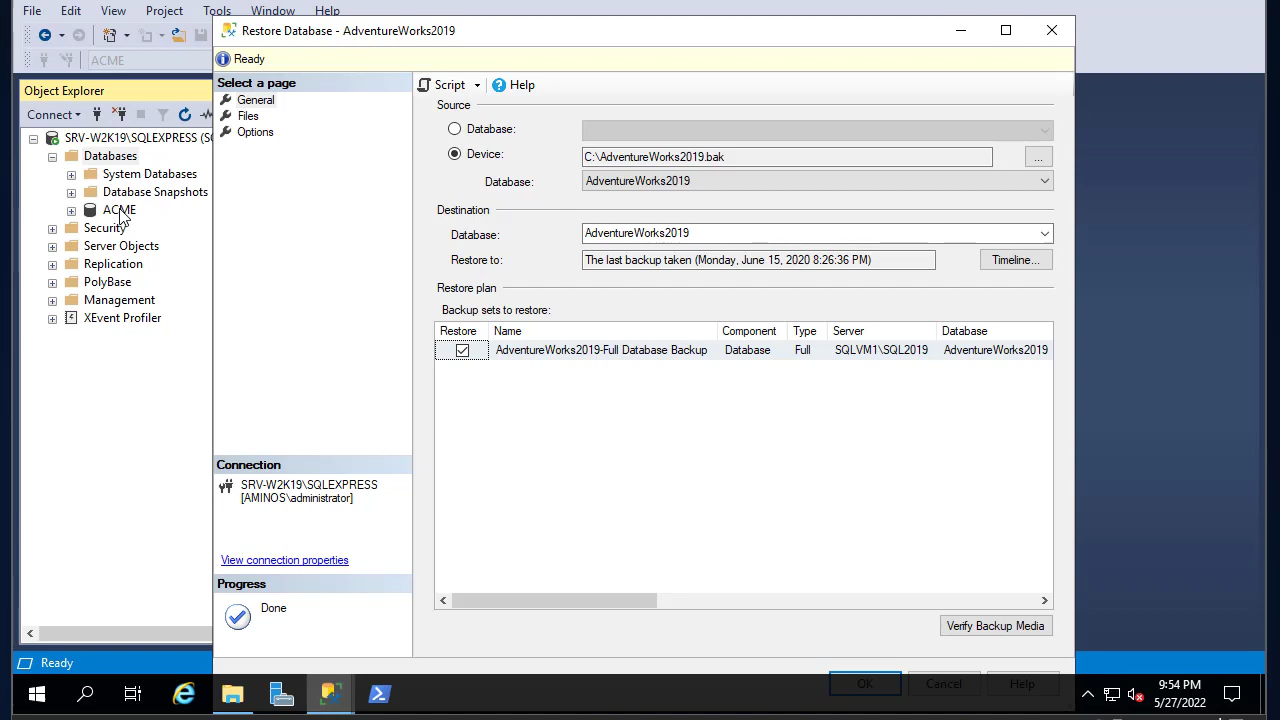 File Edit View Project Tools Window Help
Restore Database - AdventureWorks2019
Ready
ACME
Object Explorer
Connect
SRV-W2K19\SQLEXPRESS (S
Databases
System Databases
Database Snapshots
ACME
Security
Server Objects
Replication
PolyBase
Management
XEvent Profiler
Select a page
General
Files
Options
Script Help
Source
Database:
Device: C:\AdventureWorks2019.bak ...
Database: AdventureWorks2019
Destination
Database: AdventureWorks2019
Restore to: The last backup taken (Monday, June 15, 2020 8:26:36 PM) Timeline...
Restore plan
Backup sets to restore:
Restore Name Component Type Server Database
AdventureWorks2019-Full Database Backup Database Full SQLVM1\SQL2019 AdventureWorks2019
Connection
SRV-W2K19\SQLEXPRESS
[AMINOS\administrator]
View connection properties
Progress
Done
Verify Backup Media
OK Cancel Help
Ready
9:54 PM
5/27/2022